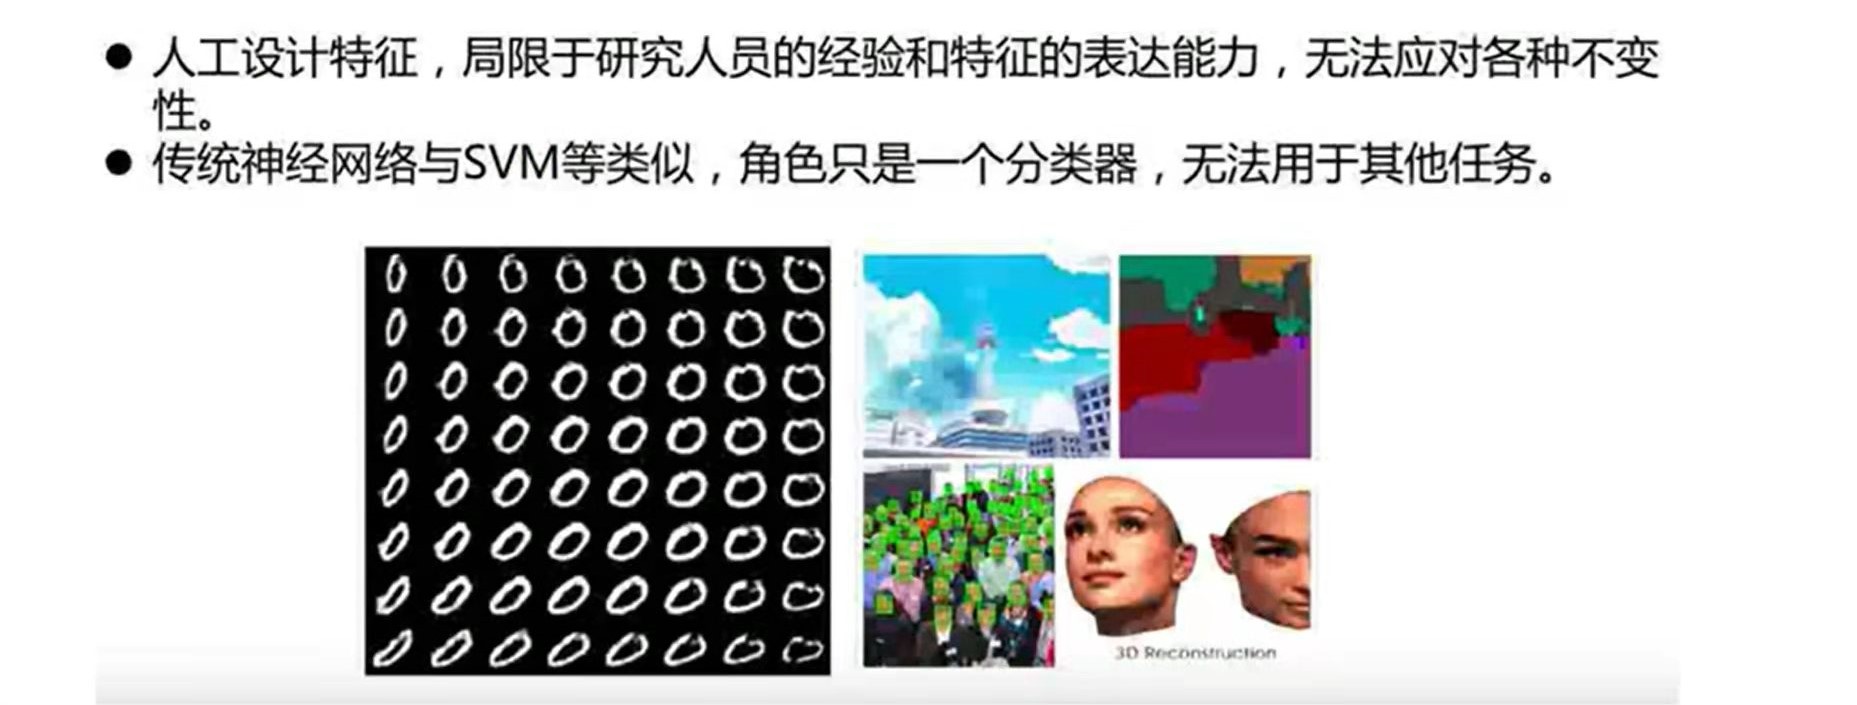 ● 人工设计特征，局限于研究人员的经验和特征的表达能力，无法应对各种不变
性。
● 传统神经网络与SVM等类似，角色只是一个分类器，无法用于其他任务。
3D Reconstruction